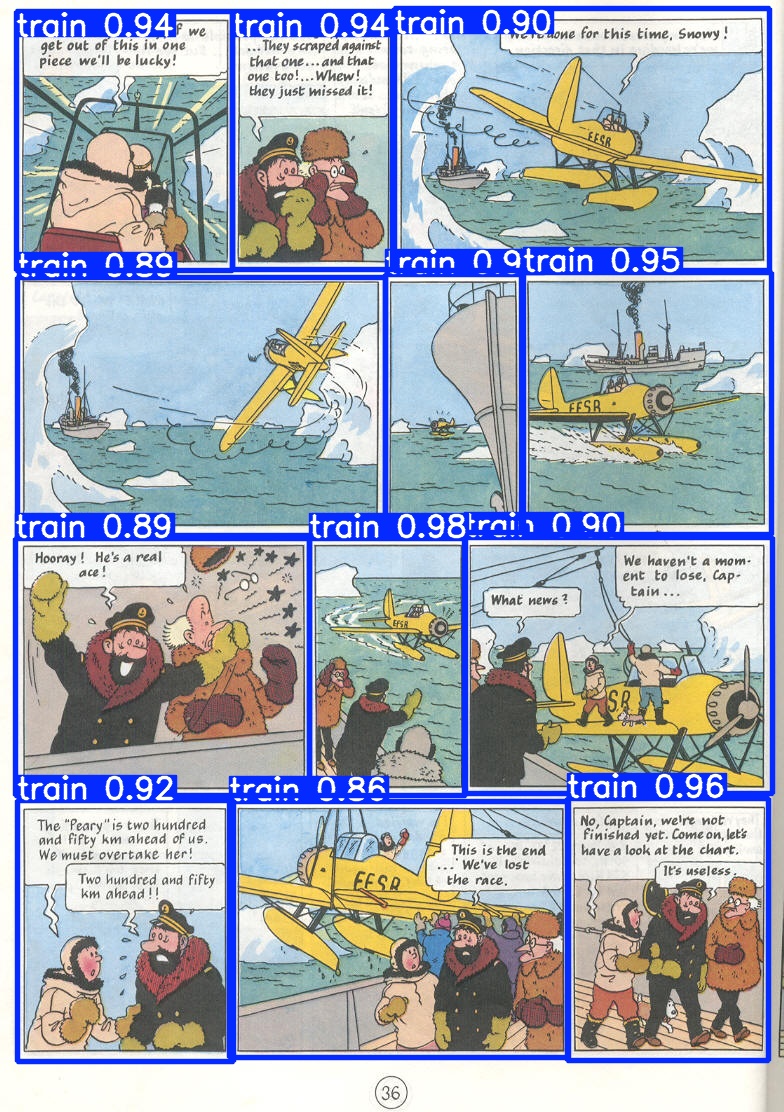 train 0.94
f we
get out of this in one
piece we'll be lucky!
train 0.94
...They scraped against
that one...and that
one too!...Whew!
they just missed it!
train 0.90
done for this time, Snowy!
EFSR
train 0.89
train 0.9
train 0.95
EFSR
train 0.89
Hooray! He's a real
ace!
train 0.98
EFSR
train 0.90
What news?
We haven't a mom-
ent to lose, Cap-
tain...
S.R
train 0.92
The "Peary" is two hundred
and fifty km ahead of us.
We must overtake her!
Two hundred and fifty
km ahead!!
train 0.86
EFSR
This is the end
...We've lost
the race.
train 0.96
No, Captain, we're not
finished yet. Come on, let's
have a look at the chart.
It's useless.
36